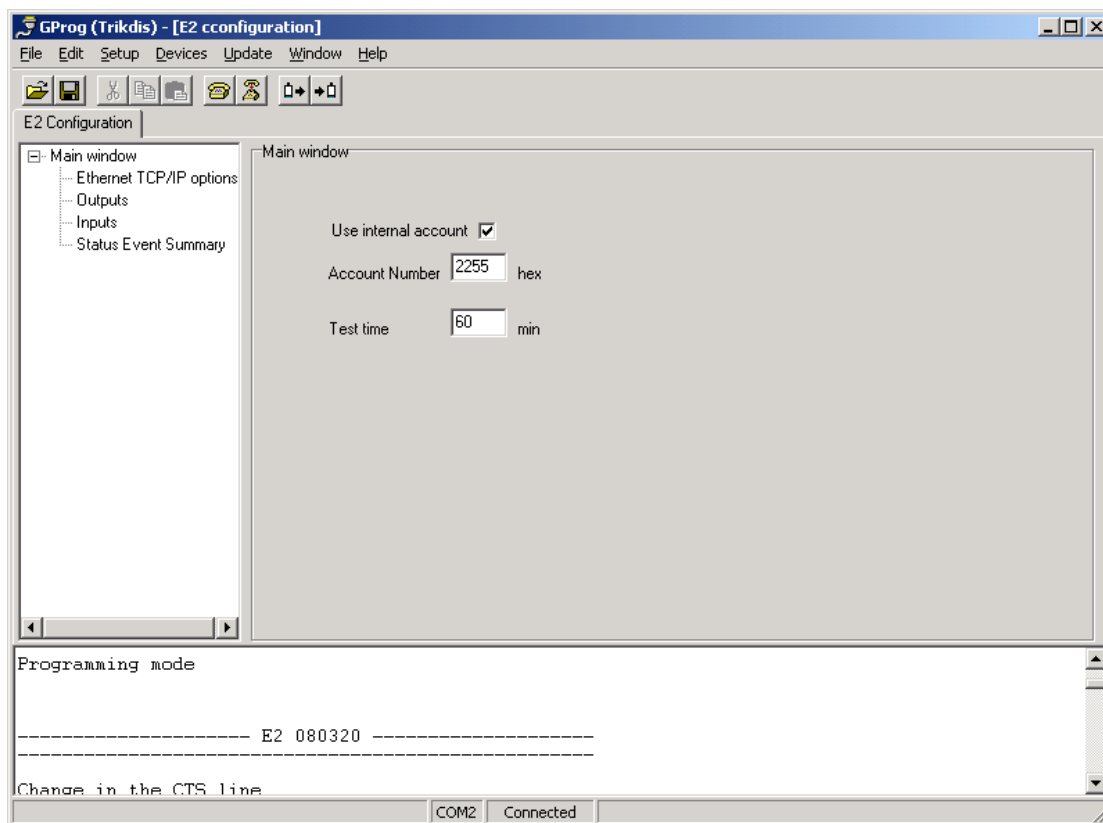 GProg (Trikdis) - [E2 cconfiguration]
File Edit Setup Devices Update Window Help
E2 Configuration
Main window
Ethernet TCP/IP options
Outputs
Inputs
Status Event Summary
Main window
Use internal account
Account Number 2255 hex
Test time 60 min
Programming mode
--------------------- E2 080320 --------------------
----------------------------------------------------
Change in the CTS line
COM2 Connected